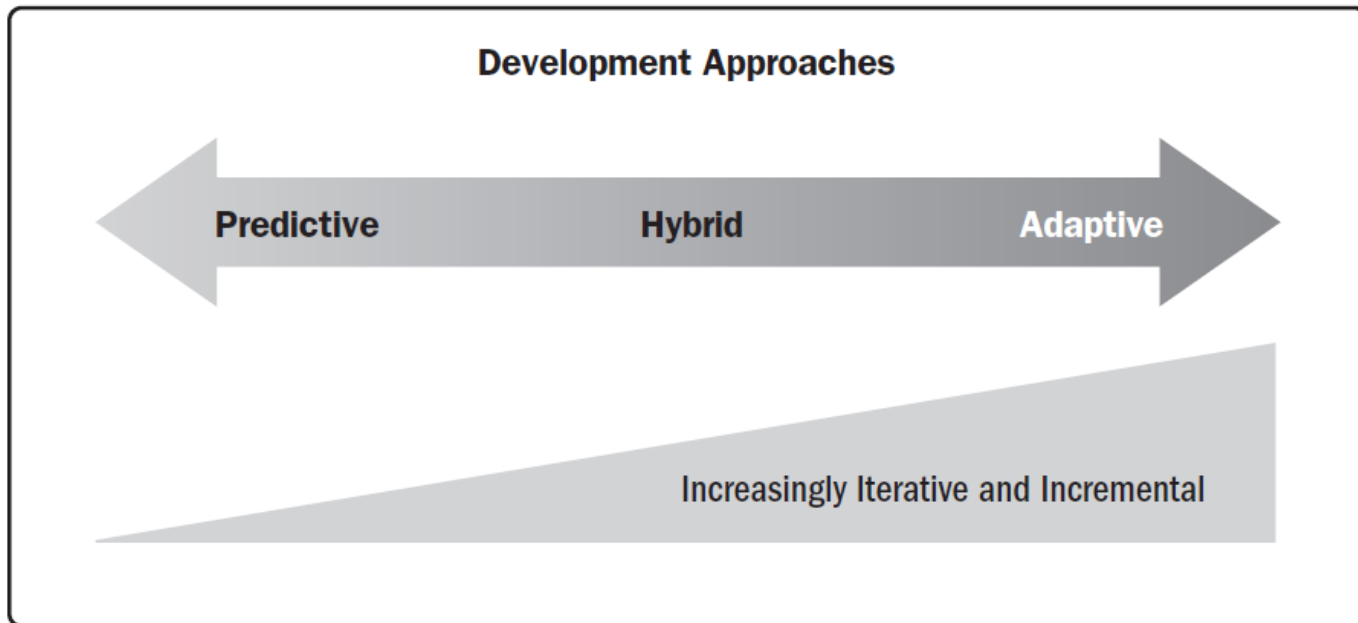 Development Approaches
Predictive Hybrid Adaptive
Increasingly Iterative and Incremental